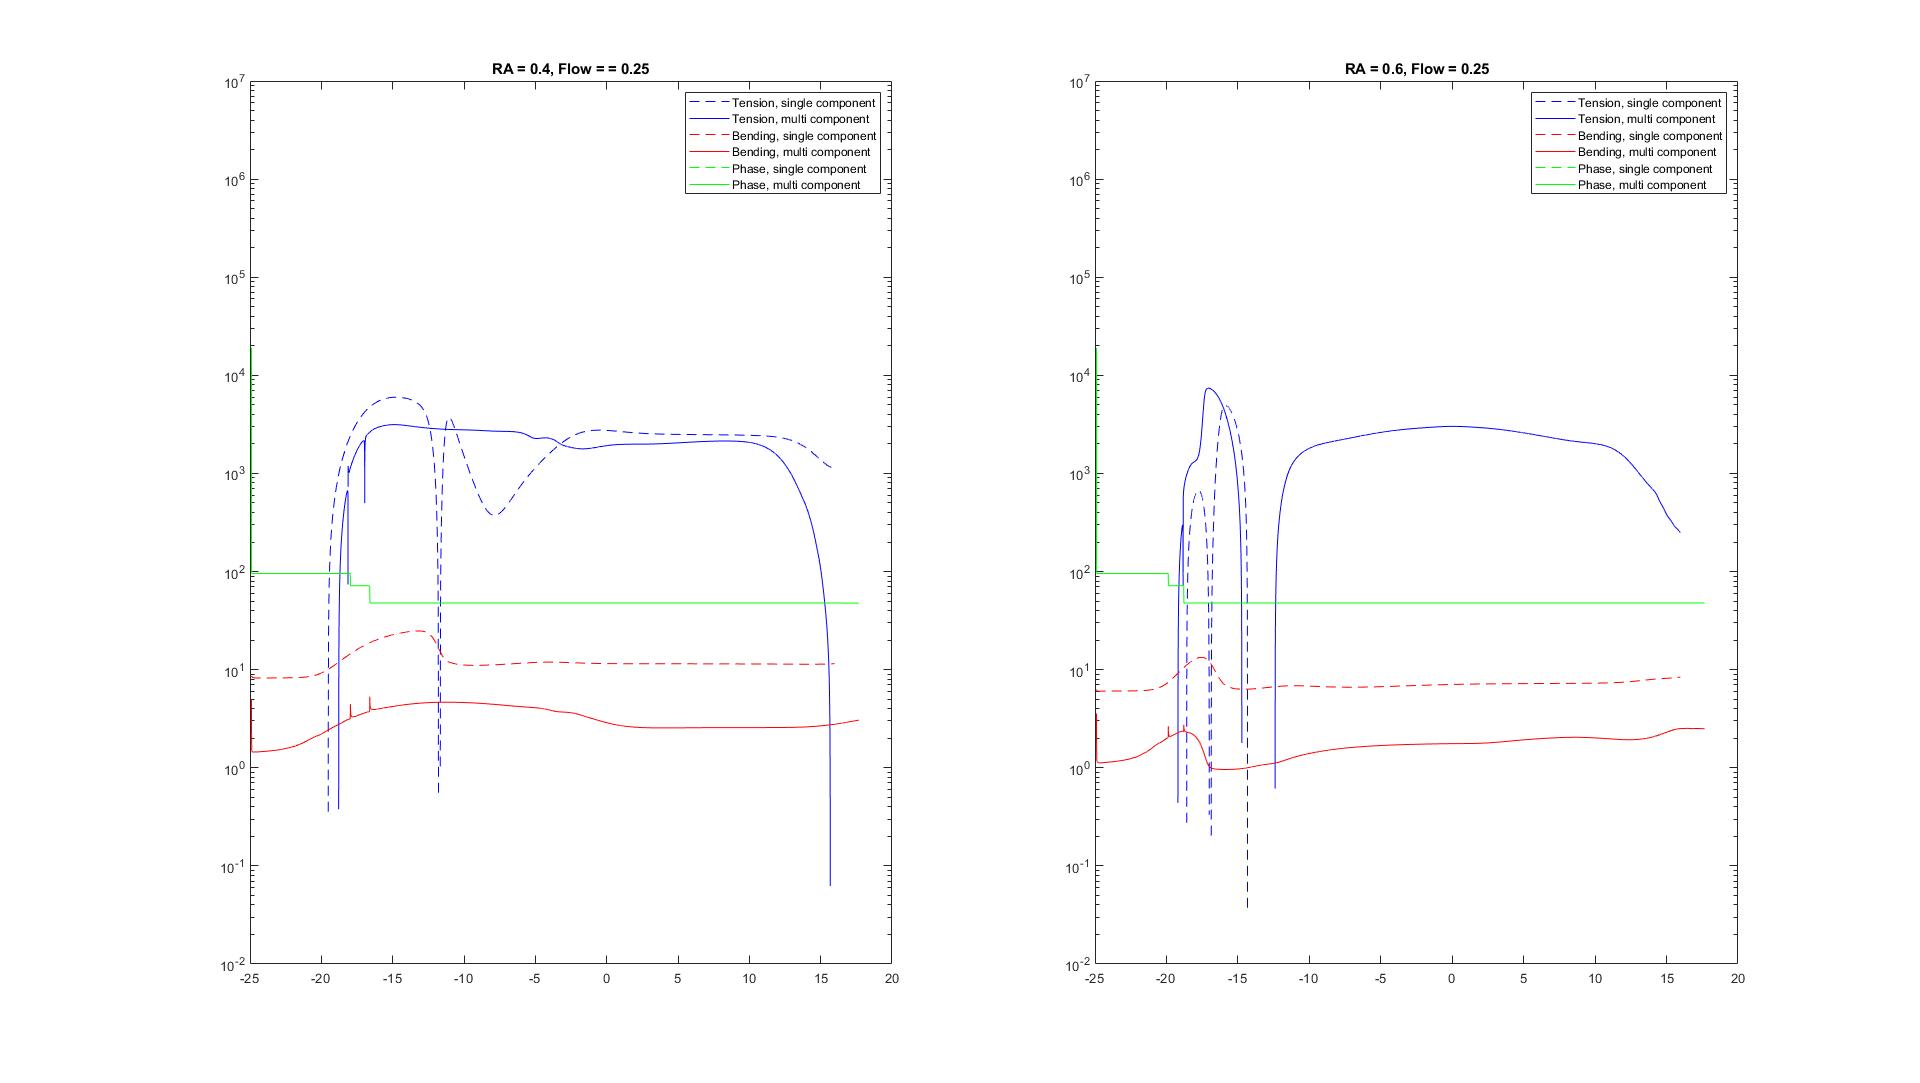 RA = 0.4, Flow = = 0.25
10^7
10^6
10^5
10^4
10^3
10^2
10^1
10^0
10^-1
10^-2
-25 -20 -15 -10 -5 0 5 10 15 20
Tension, single component
Tension, multi component
Bending, single component
Bending, multi component
Phase, single component
Phase, multi component
RA = 0.6, Flow = 0.25
10^7
10^6
10^5
10^4
10^3
10^2
10^1
10^0
10^-1
10^-2
-25 -20 -15 -10 -5 0 5 10 15 20
Tension, single component
Tension, multi component
Bending, single component
Bending, multi component
Phase, single component
Phase, multi component